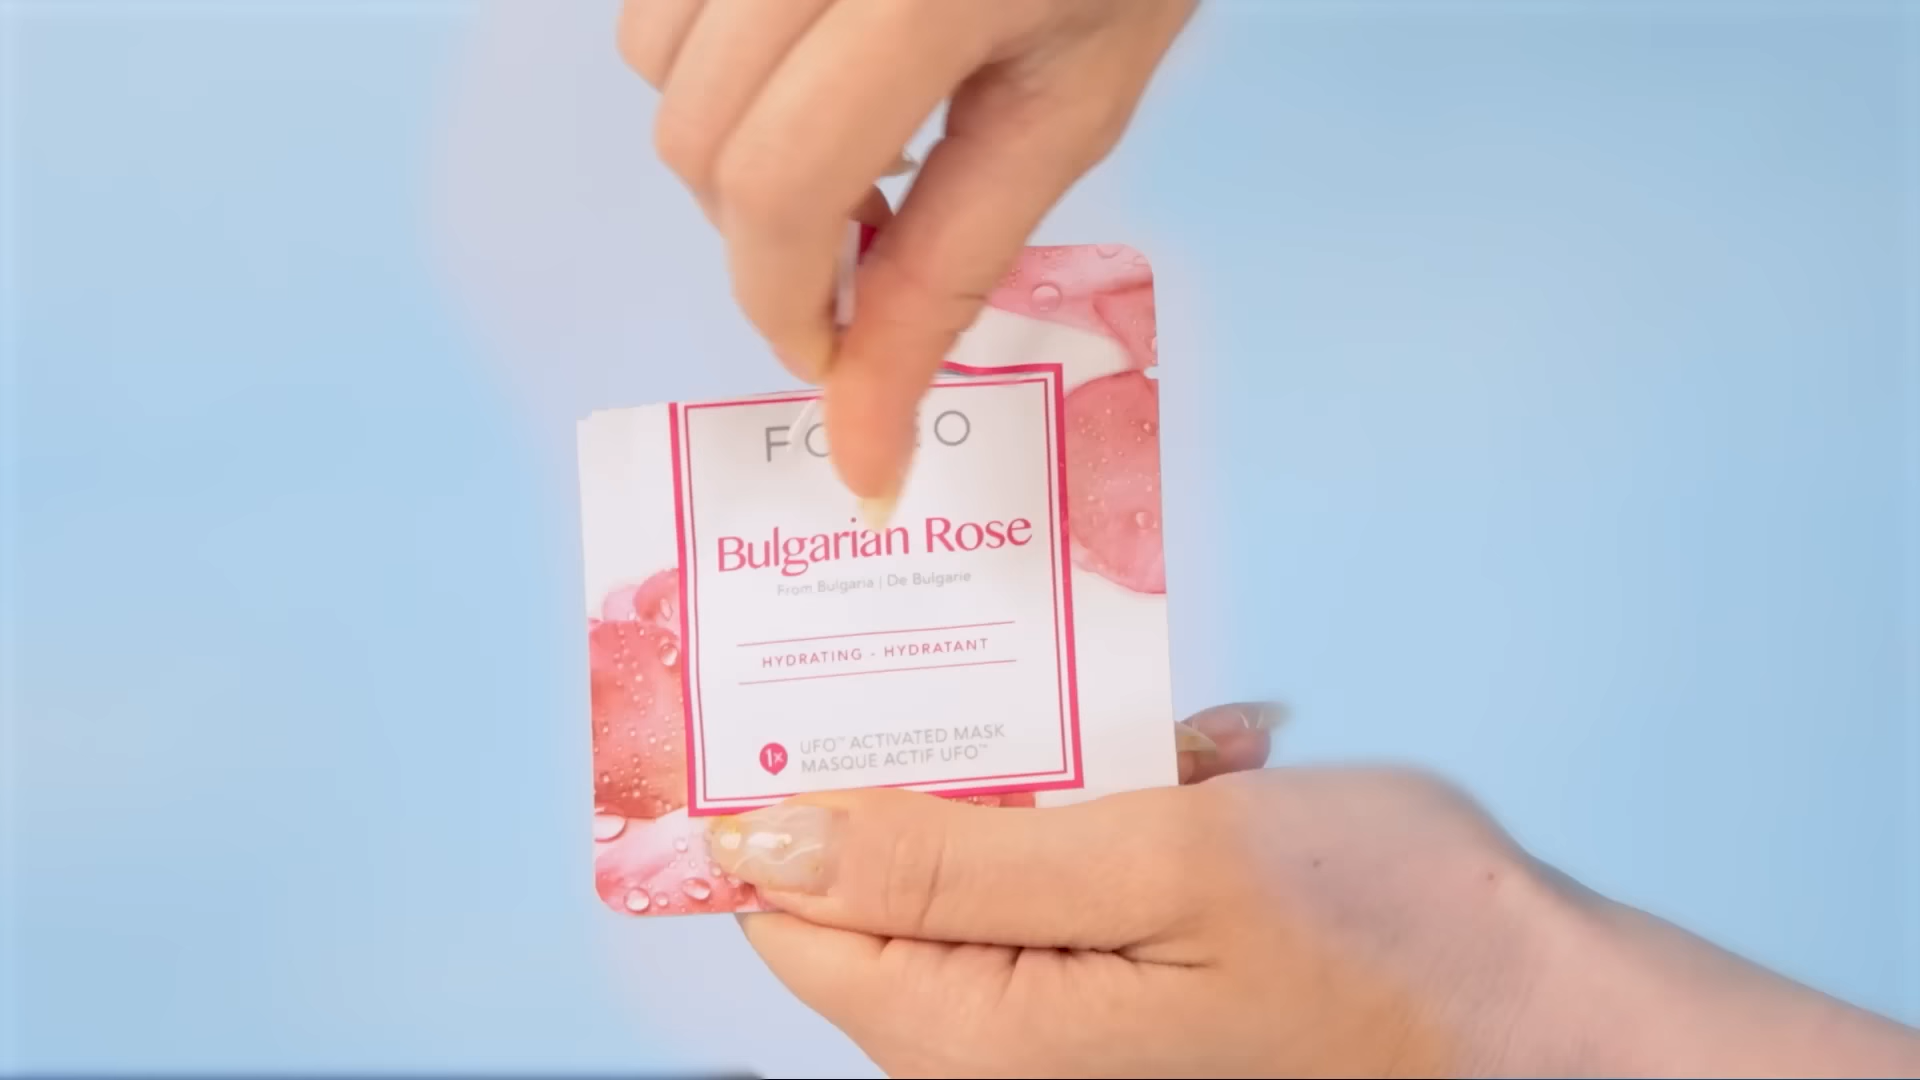 Bulgarian Rose
From Bulgaria | De Bulgarie
HYDRATING - HYDRATANT
1x
UFO™ ACTIVATED MASK
MASQUE ACTIF UFO™